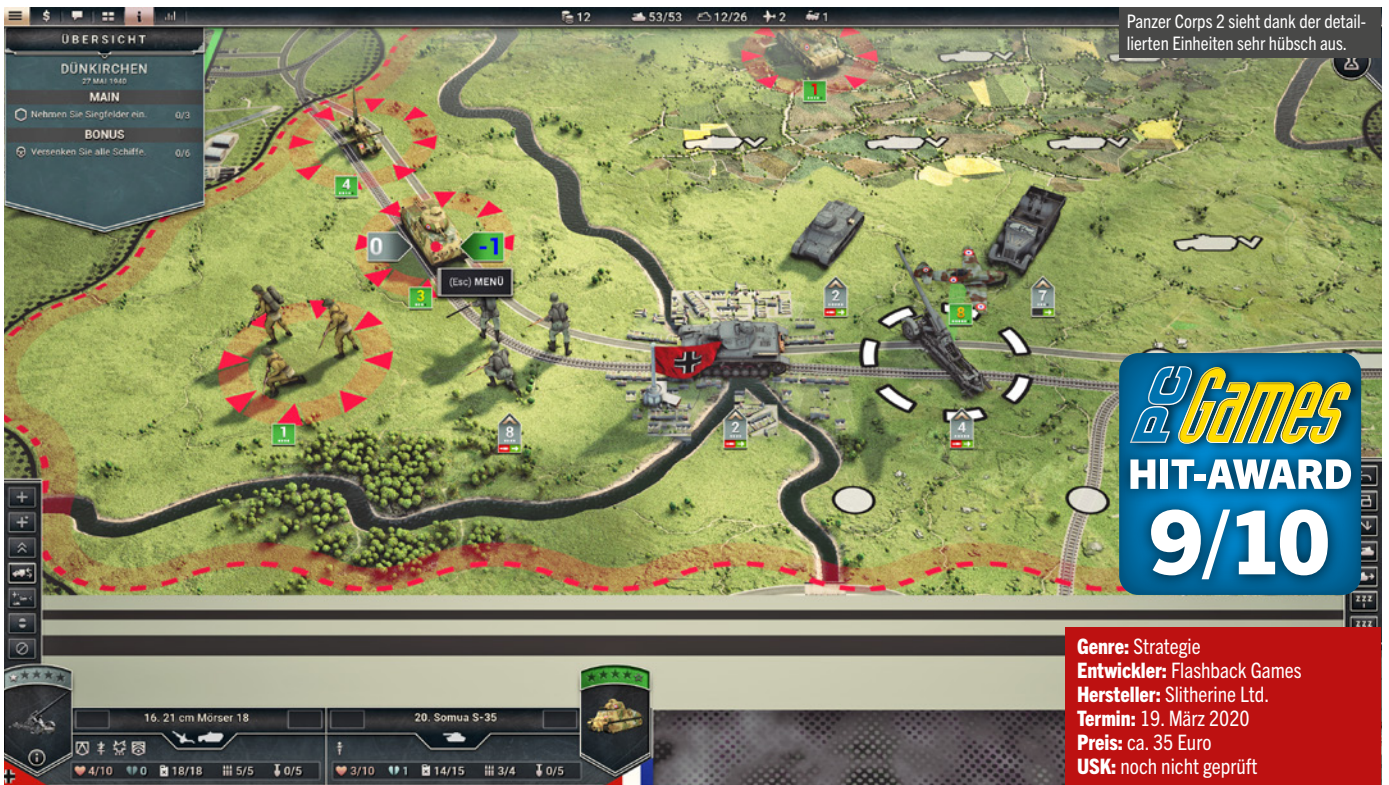 $
i
12
53/53
12/26
2
1
Panzer Corps 2 sieht dank der detail-
lierten Einheiten sehr hübsch aus.
ÜBERSICHT
DÜNKIRCHEN
27 MAI 1940
MAIN
Nehmen Sie Siegfelder ein. 0/3
BONUS
Versenken Sie alle Schiffe. 0/6
1
4
0
-1
(Esc) MENÜ
3
2
7
8
1
8
2
4
PC Games
HIT-AWARD
9/10
zzz
zzz
Genre: Strategie
Entwickler: Flashback Games
Hersteller: Slitherine Ltd.
Termin: 19. März 2020
Preis: ca. 35 Euro
USK: noch nicht geprüft
16. 21 cm Mörser 18
4/10 0 18/18 5/5 0/5
20. Somua S-35
3/10 1 14/15 3/4 0/5